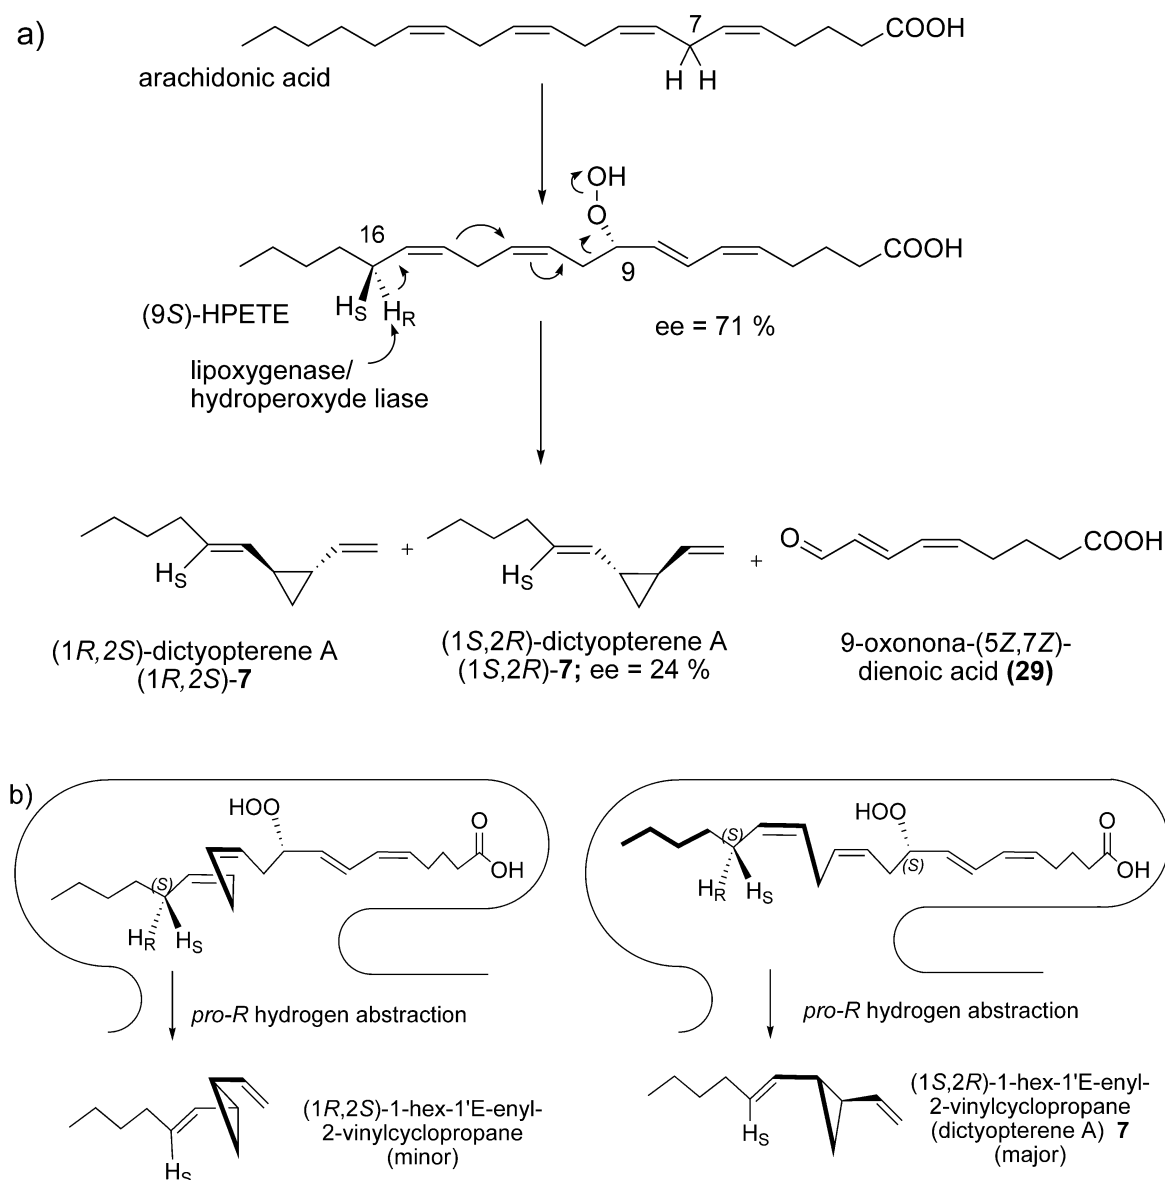 a)
7
COOH
H H
arachidonic acid
OH
O
16
9
COOH
HS
HR
(9S)-HPETE
ee = 71 %
lipoxygenase/
hydroperoxyde liase
HS
+
HS
+
O
COOH
(1R,2S)-dictyopterene A
(1R,2S)-7
(1S,2R)-dictyopterene A
(1S,2R)-7; ee = 24 %
9-oxonona-(5Z,7Z)-
dienoic acid (29)
b)
HOO
O
OH
(S)
HR
HS
pro-R hydrogen abstraction
HS
(1R,2S)-1-hex-1'E-enyl-
2-vinylcyclopropane
(minor)
HOO
O
OH
(S)
(S)
HR
HS
pro-R hydrogen abstraction
HS
(1S,2R)-1-hex-1'E-enyl-
2-vinylcyclopropane
(dictyopterene A) 7
(major)